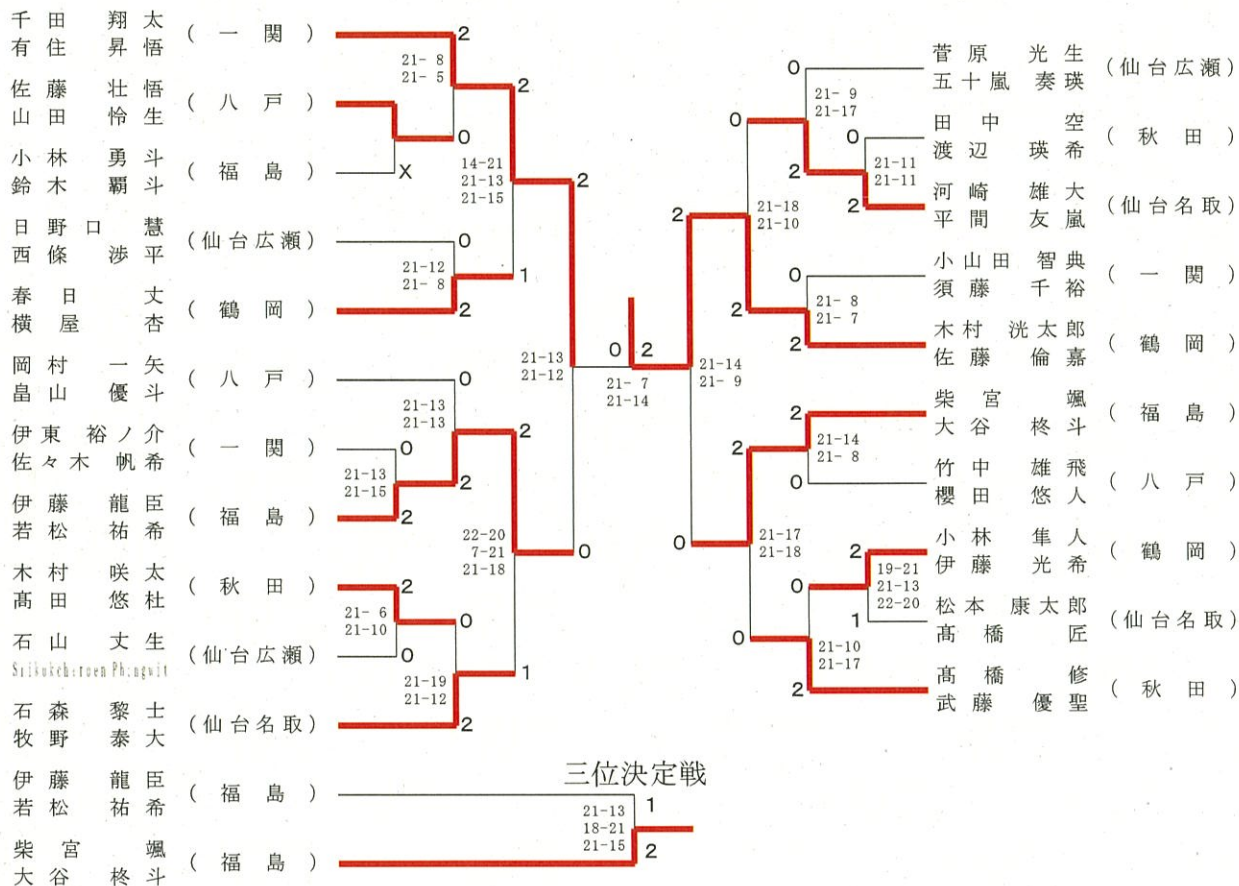 千田 翔太
有住 昇悟
(一関)
2
21- 8
21- 5
佐藤 壮悟
山田 怜生
(八戸)
0
小林 勇斗
鈴木 覇斗
(福島)
X
2
14-21
21-13
21-15
日野口 慧
西條 渉平
(仙台広瀬)
0
21-12
21- 8
1
春日 丈
横屋 杏
(鶴岡)
2
2
岡村 一矢
畠山 優斗
(八戸)
0
21-13
21-13
伊東 裕ノ介
佐々木 帆希
(一関)
0
21-13
21-15
2
伊藤 龍臣
若松 祐希
(福島)
2
2
22-20
7-21
21-18
0
木村 咲太
髙田 悠杜
(秋田)
2
21- 6
21-10
0
石山 丈生
(仙台広瀬)
0
21-19
21-12
1
石森 黎士
牧野 泰大
(仙台名取)
2
21-13
21-12
0 2
21- 7
21-14
菅原 光生
五十嵐 奏瑛
(仙台広瀬)
0
21- 9
21-17
田中 空
渡辺 瑛希
(秋田)
0
21-11
21-11
河崎 雄大
平間 友嵐
(仙台名取)
2
2
0
21-18
21-10
小山田 智典
須藤 千裕
(一関)
0
21- 8
21- 7
木村 洸太郎
佐藤 倫嘉
(鶴岡)
2
2
2
21-14
21- 9
柴宮 颯
大谷 柊斗
(福島)
2
21-14
21- 8
竹中 雄飛
櫻田 悠人
(八戸)
0
2
0
21-17
21-18
小林 隼人
伊藤 光希
(鶴岡)
2
19-21
21-13
22-20
松本 康太郎
髙橋 匠
(仙台名取)
1
0
21-10
21-17
0
髙橋 修
武藤 優聖
(秋田)
2
三位決定戦
伊藤 龍臣
若松 祐希
(福島)
1
21-13
18-21
21-15
柴宮 颯
大谷 柊斗
(福島)
2